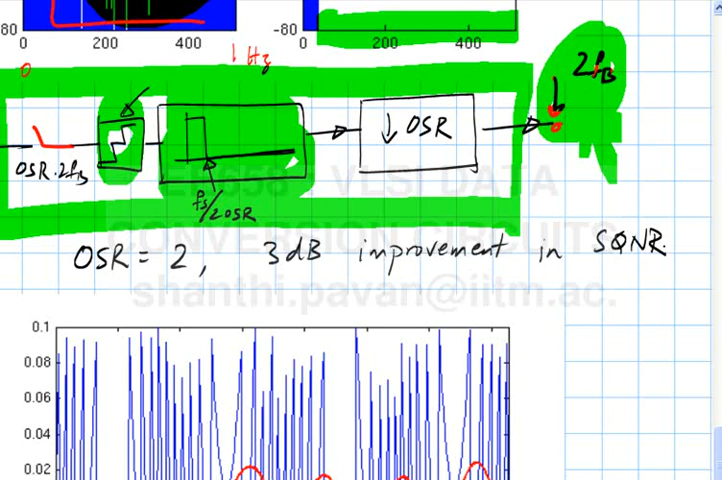 80
0
200
400
1 Hz
-80
200
400
0
2fB
↓ OSR
OSR·2fB
fs/2OSR
EE658 : VLSI DATA
CONVERSION CIRCUITS
OSR = 2, 3dB improvement in SQNR.
shanthi.pavan@iitm.ac.
0.1
0.08
0.06
0.04
0.02